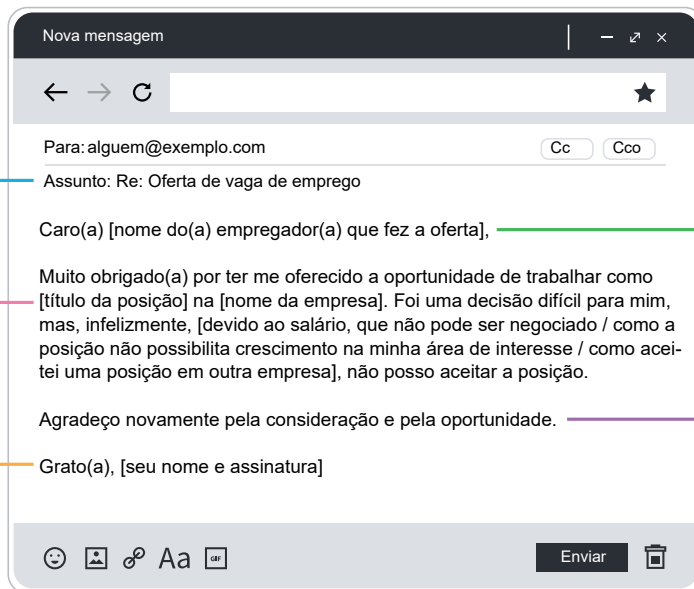 Nova mensagem
Para: alguem@exemplo.com
Cc
Cco
Assunto: Re: Oferta de vaga de emprego
Caro(a) [nome do(a) empregador(a) que fez a oferta],
Muito obrigado(a) por ter me oferecido a oportunidade de trabalhar como
[título da posição] na [nome da empresa]. Foi uma decisão difícil para mim,
mas, infelizmente, [devido ao salário, que não pode ser negociado / como a
posição não possibilita crescimento na minha área de interesse / como acei-
tei uma posição em outra empresa], não posso aceitar a posição.
Agradeço novamente pela consideração e pela oportunidade.
Grato(a), [seu nome e assinatura]
Aa
GIF
Enviar